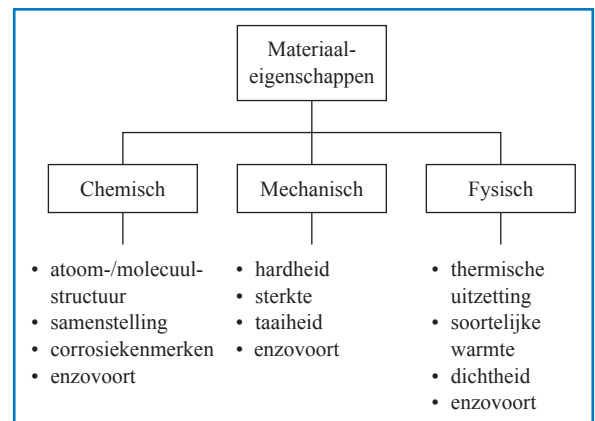 Materiaal-
eigenschappen
Chemisch
Mechanisch
Fysisch
• atoom-/molecuul-
structuur
• samenstelling
• corrosiekenmerken
• enzovoort
• hardheid
• sterkte
• taaiheid
• enzovoort
• thermische
uitzetting
• soortelijke
warmte
• dichtheid
• enzovoort